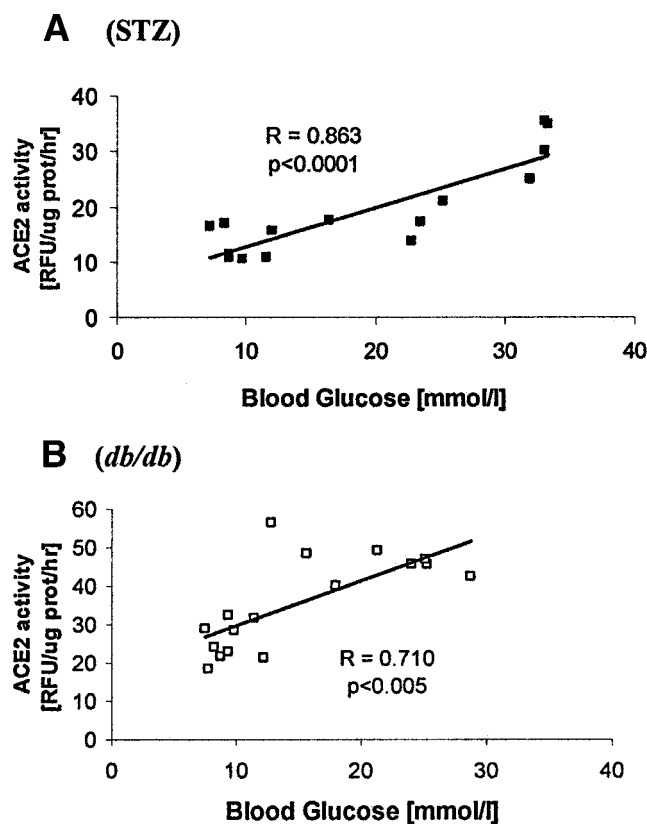 A (STZ)
40
30
20
10
0
ACE2 activity
[RFU/ug prot/hr]
R = 0.863
p<0.0001
0 10 20 30 40
Blood Glucose [mmol/l]
B (db/db)
60
50
40
30
20
10
0
ACE2 activity
[RFU/ug prot/hr]
R = 0.710
p<0.005
0 10 20 30 40
Blood Glucose [mmol/l]